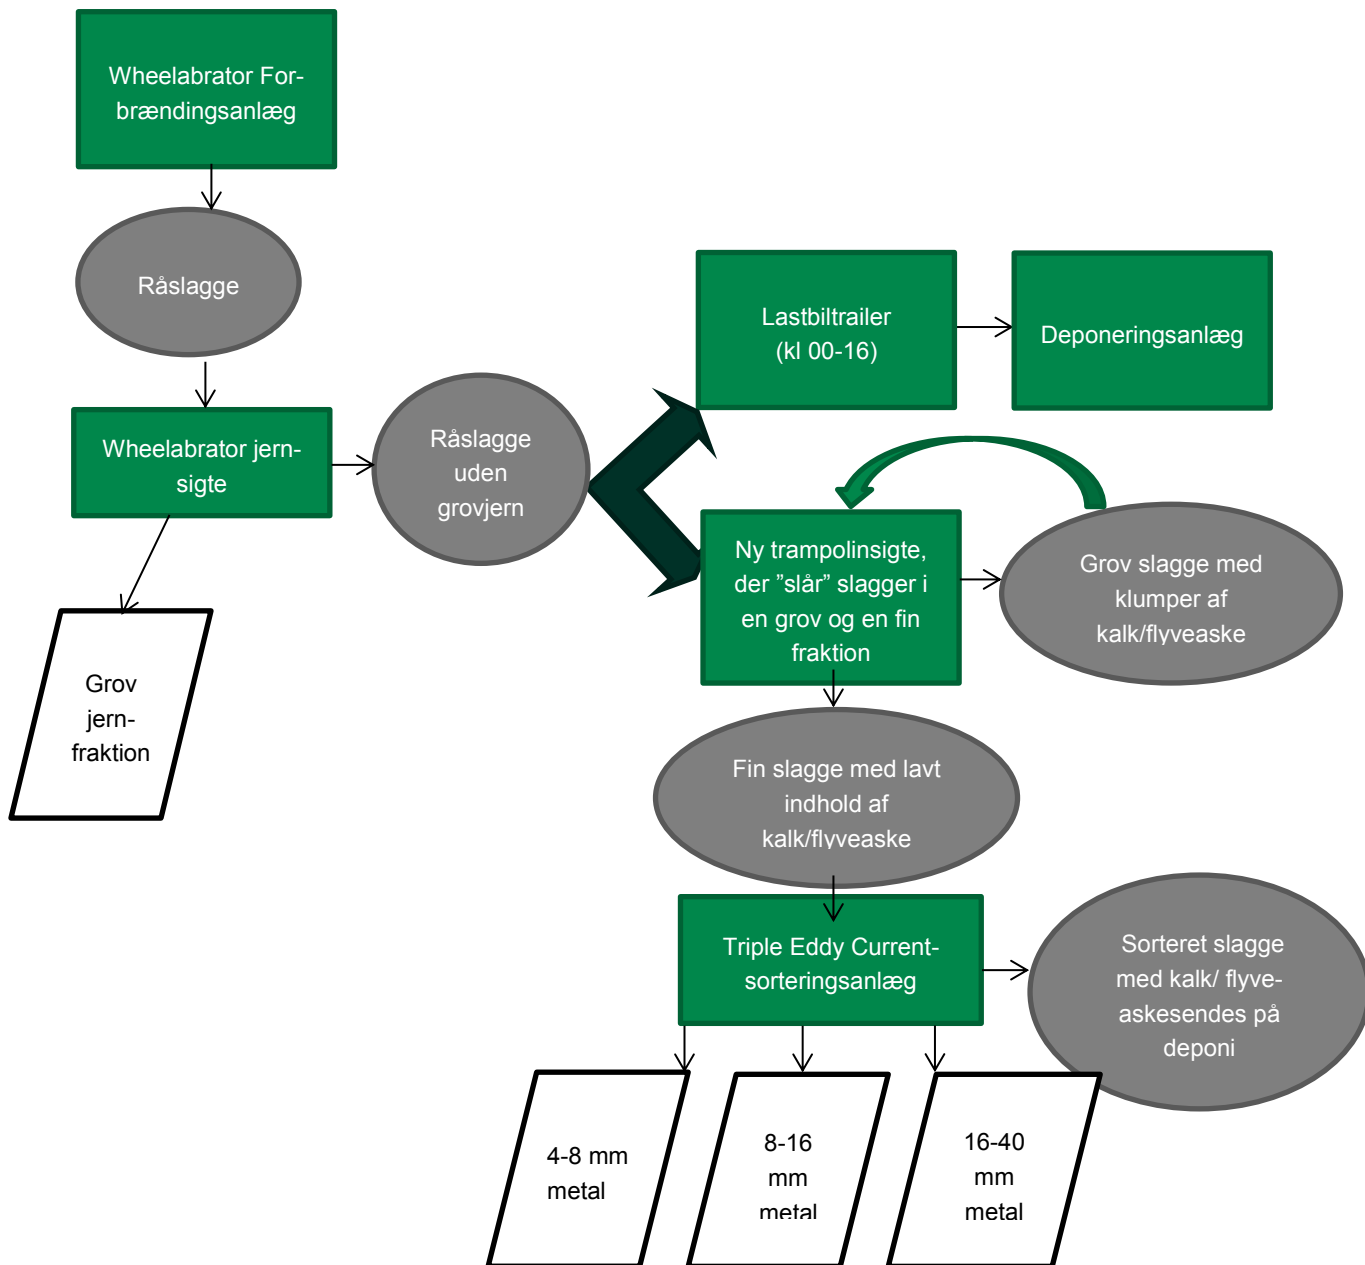 Wheelabrator For-
brændingsanlæg
Råslagge
Wheelabrator jern-
sigte
Grov
jern-
fraktion
Råslagge
uden
grovjern
Lastbiltrailer
(kl 00-16)
Deponeringsanlæg
Ny trampolinsigte,
der ”slår” slagger i
en grov og en fin
fraktion
Grov slagge med
klumper af
kalk/flyveaske
Fin slagge med lavt
indhold af
kalk/flyveaske
Triple Eddy Current-
sorteringsanlæg
Sorteret slagge
med kalk/ flyve-
askesendes på
deponi
4-8 mm
metal
8-16
mm
metal
16-40
mm
metal